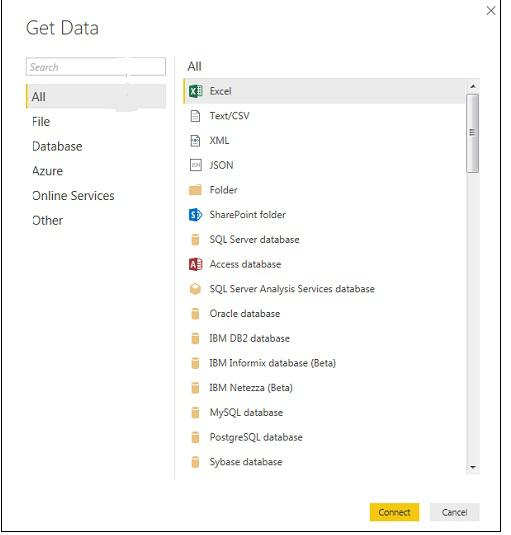 Get Data
Search
All
File
Database
Azure
Online Services
Other
All
Excel
Text/CSV
XML
JSON
Folder
SharePoint folder
SQL Server database
Access database
SQL Server Analysis Services database
Oracle database
IBM DB2 database
IBM Informix database (Beta)
IBM Netezza (Beta)
MySQL database
PostgreSQL database
Sybase database
Connect
Cancel